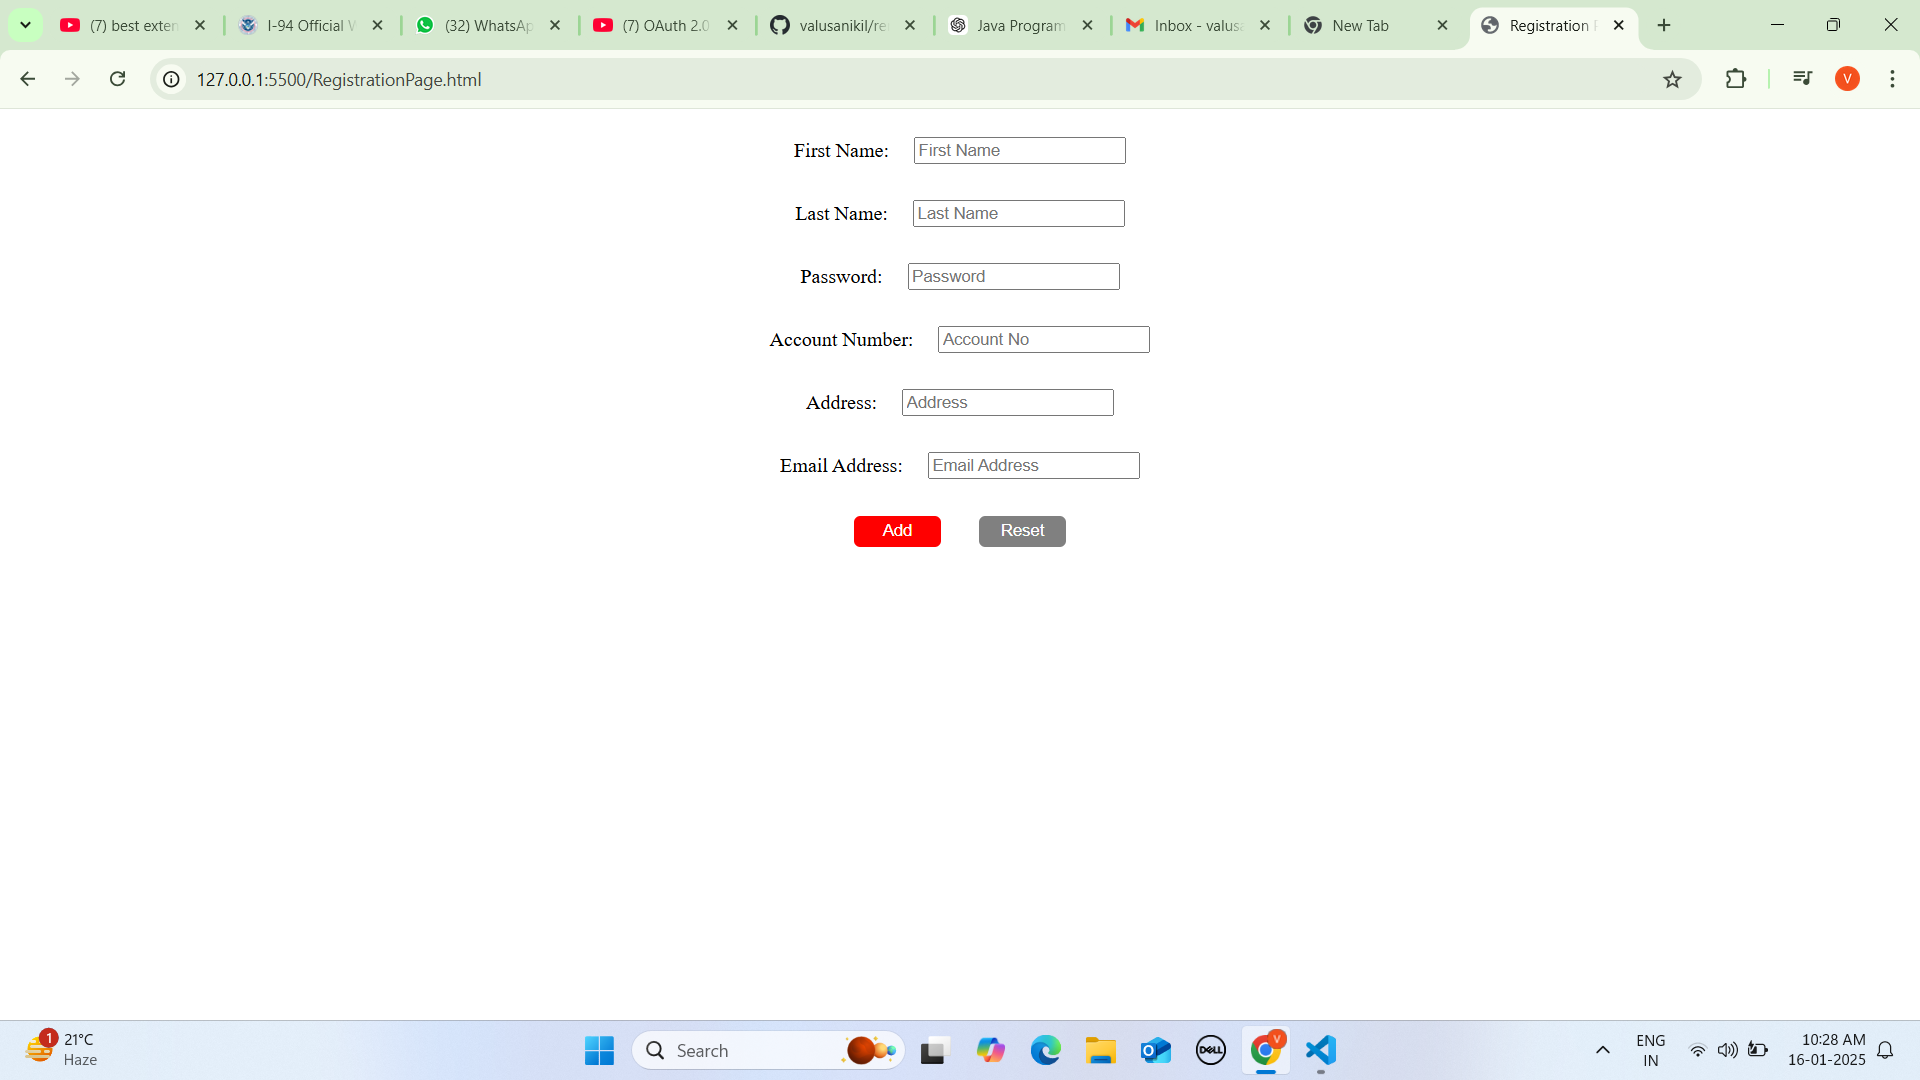 (7) best exten
I-94 Official W
(32) WhatsAp
(7) OAuth 2.0
valusanikil/re
Java Program
Inbox - valusa
New Tab
Registration P
127.0.0.1:5500/RegistrationPage.html
V
First Name: First Name
Last Name: Last Name
Password: Password
Account Number: Account No
Address: Address
Email Address: Email Address
Add Reset
1
21°C
Haze
Search
DELL
V
ENG
IN
10:28 AM
16-01-2025